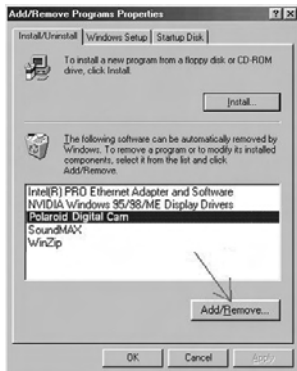 Add/Remove Programs Properties
Install/Uninstall Windows Setup Startup Disk
To install a new program from a floppy disk or CD-ROM
drive, click Install.
Install...
The following software can be automatically removed by
Windows. To remove a program or to modify its installed
components, select it from the list and click
Add/Remove.
Intel(R) PRO Ethernet Adapter and Software
NVIDIA Windows 95/98/ME Display Drivers
Polaroid Digital Cam
SoundMAX
WinZip
Add/Remove...
OK Cancel Apply